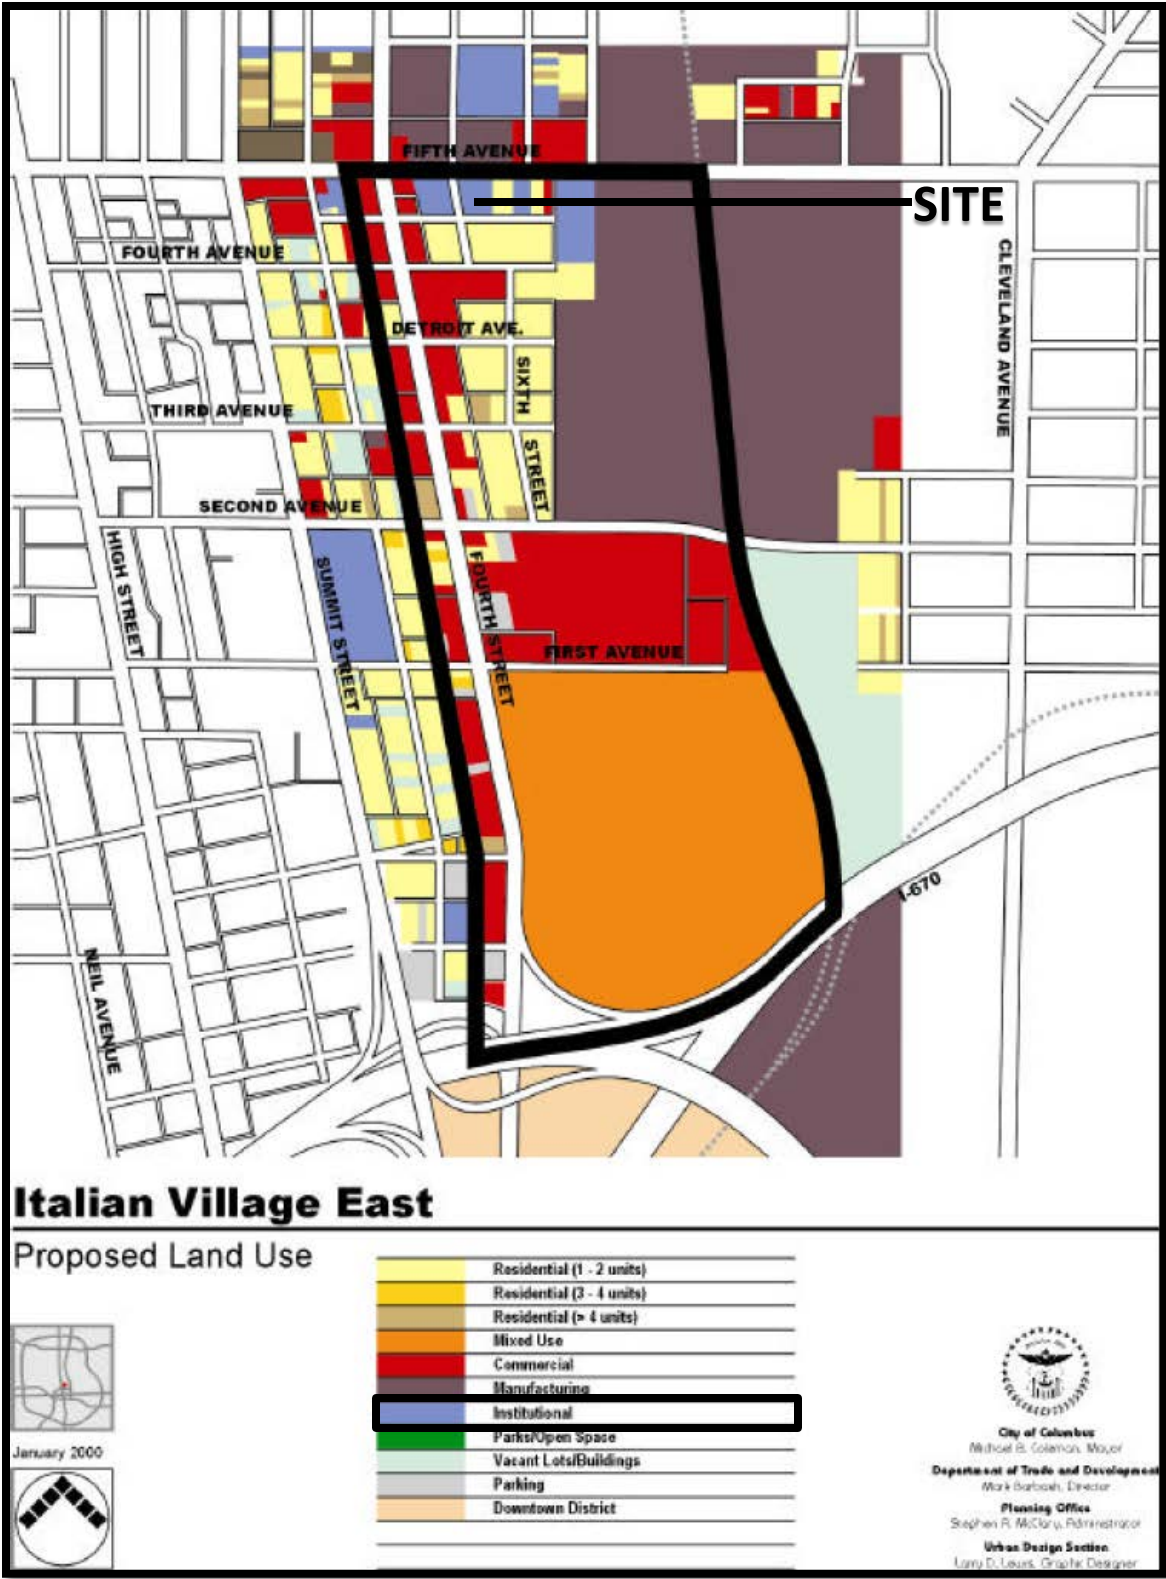 FIFTH AVENUE
SITE
FOURTH AVENUE
CLEVELAND AVENUE
DETROIT AVE.
SIXTH
STREET
THIRD AVENUE
SECOND AVENUE
HIGH STREET
SUMMIT STREET
FOURTH STREET
FIRST AVENUE
I-670
NEIL AVENUE
Italian Village East
Proposed Land Use
Residential (1 - 2 units)
Residential (3 - 4 units)
Residential (> 4 units)
Mixed Use
Commercial
Manufacturing
Institutional
Parks/Open Space
Vacant Lots/Buildings
Parking
Downtown District
January 2000
City of Columbus
Michael B. Coleman, Mayor
Department of Trade and Development
Mark Barbash, Director
Planning Office
Stephen R. McClary, Administrator
Urban Design Section
Larry D. Lewis, Graphic Designer